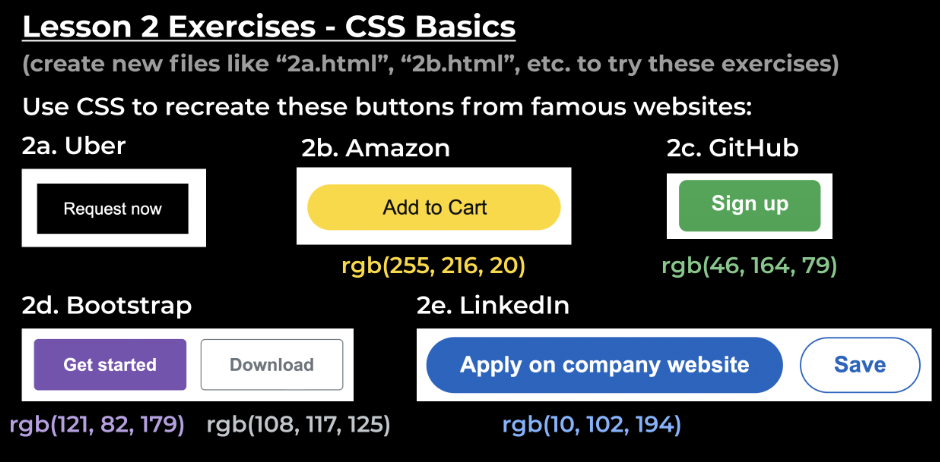 Lesson 2 Exercises - CSS Basics
(create new files like “2a.html”, “2b.html”, etc. to try these exercises)
Use CSS to recreate these buttons from famous websites:
2a. Uber
Request now
2b. Amazon
Add to Cart
rgb(255, 216, 20)
2c. GitHub
Sign up
rgb(46, 164, 79)
2d. Bootstrap
Get started
Download
rgb(121, 82, 179)
rgb(108, 117, 125)
2e. LinkedIn
Apply on company website
Save
rgb(10, 102, 194)